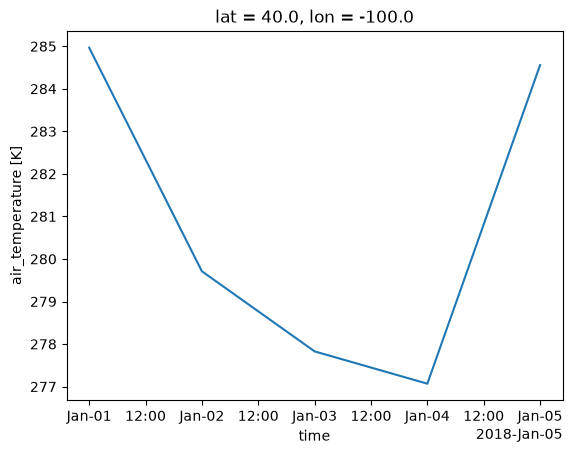 lat = 40.0, lon = -100.0
285
284
283
282
281
280
279
278
277
air_temperature [K]
Jan-01 12:00 Jan-02 12:00 Jan-03 12:00 Jan-04 12:00 Jan-05
time
2018-Jan-05